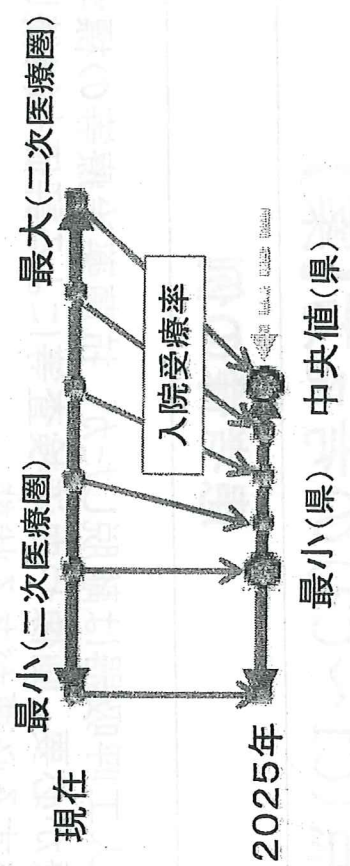 最小(二次医療圏)
最大(二次医療圏)
現在
入院受療率
2025年
最小(県)
中央値(県)